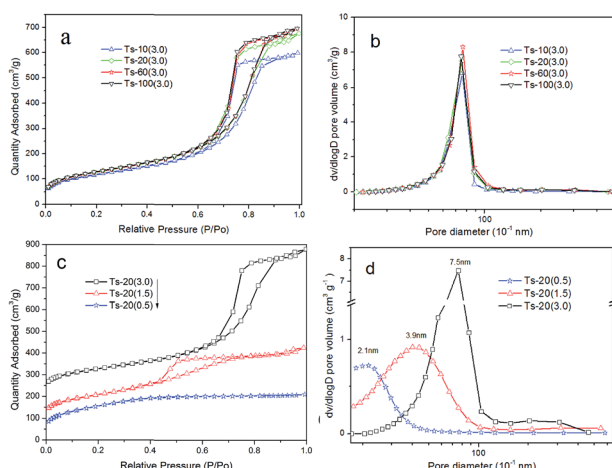 a
Ts-10(3.0)
Ts-20(3.0)
Ts-60(3.0)
Ts-100(3.0)
Quantity Adsorbed (cm³/g)
700
600
500
400
300
200
100
0
0.0 0.2 0.4 0.6 0.8 1.0
Relative Pressure (P/Po)
b
Ts-10(3.0)
Ts-20(3.0)
Ts-60(3.0)
Ts-100(3.0)
dv/dlogD pore volume (cm³/g)
10
8
6
4
2
0
100
Pore diameter (10⁻¹ nm)
c
Ts-20(3.0)
Ts-20(1.5)
Ts-20(0.5)
Quantity Adsorbed (cm³/g)
900
800
700
600
500
400
300
200
100
0
0.0 0.2 0.4 0.6 0.8 1.0
Relative Pressure (P/Po)
d
7.5nm
3.9nm
2.1nm
Ts-20(0.5)
Ts-20(1.5)
Ts-20(3.0)
dv/dlogD pore volume (cm³ g⁻¹)
8
7
1
0
100
Pore diameter (10⁻¹ nm)